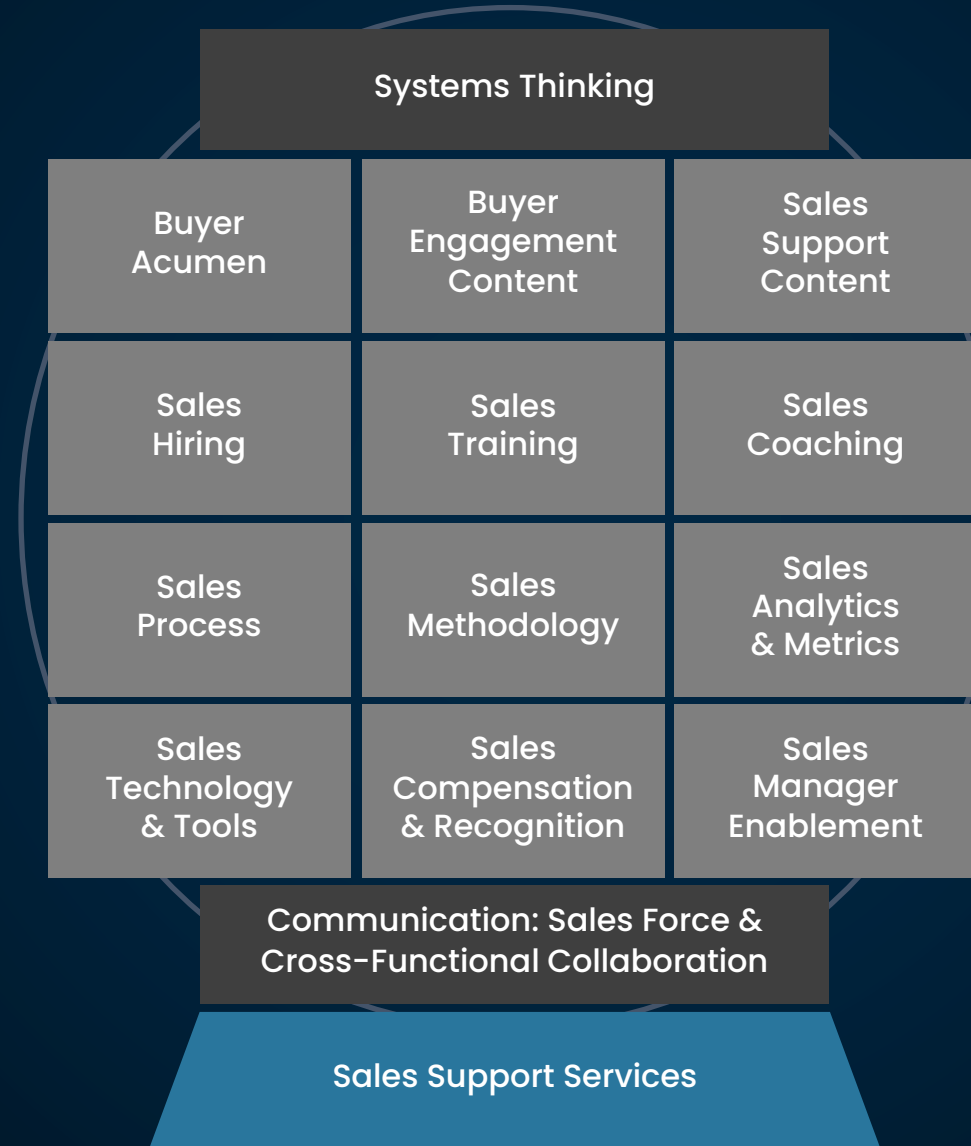 Systems Thinking
Buyer
Acumen
Buyer
Engagement
Content
Sales
Support
Content
Sales
Hiring
Sales
Training
Sales
Coaching
Sales
Process
Sales
Methodology
Sales
Analytics
& Metrics
Sales
Technology
& Tools
Sales
Compensation
& Recognition
Sales
Manager
Enablement
Communication: Sales Force &
Cross-Functional Collaboration
Sales Support Services